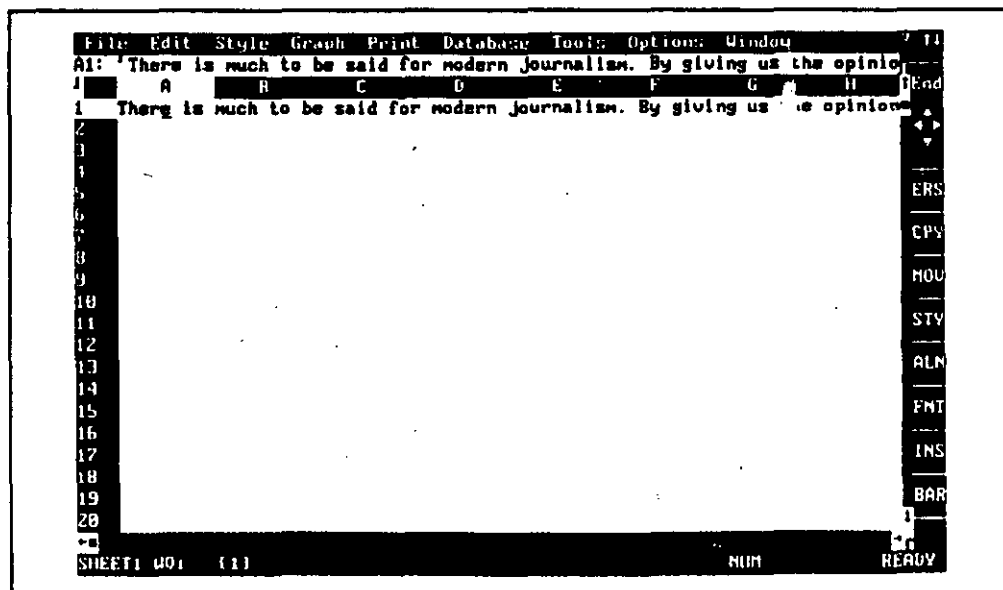 File Edit Style Graph Print Database Tools Options Window ? ↑↓
A1: 'There is much to be said for modern journalism. By giving us the opinio
A B C D E F G H End
1 There is much to be said for modern journalism. By giving us the opinion
2
3
4
5
ERS
6
7
CPY
8
9
MOV
10
11
STY
12
13
ALN
14
15
FNT
16
17
INS
18
19
BAR
20
SHEET1.WQ1 [1] NUM READY